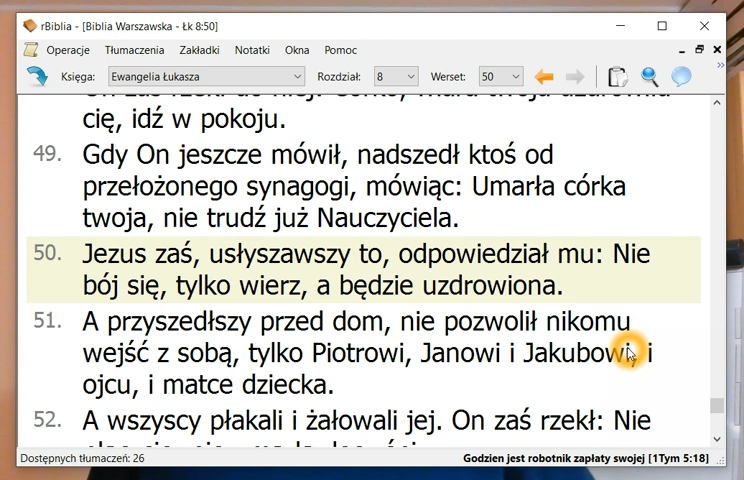 rBiblia - [Biblia Warszawska - Łk 8:50]
Operacje Tłumaczenia Zakładki Notatki Okna Pomoc
Księga: Ewangelia Łukasza Rozdział: 8 Werset: 50
cię, idź w pokoju.
49. Gdy On jeszcze mówił, nadszedł ktoś od
przełożonego synagogi, mówiąc: Umarła córka
twoja, nie trudź już Nauczyciela.
50. Jezus zaś, usłyszawszy to, odpowiedział mu: Nie
bój się, tylko wierz, a będzie uzdrowiona.
51. A przyszedłszy przed dom, nie pozwolił nikomu
wejść z sobą, tylko Piotrowi, Janowi i Jakubowi, i
ojcu, i matce dziecka.
52. A wszyscy płakali i żałowali jej. On zaś rzekł: Nie
Dostępnych tłumaczeń: 26 Godzien jest robotnik zapłaty swojej [1Tym 5:18]